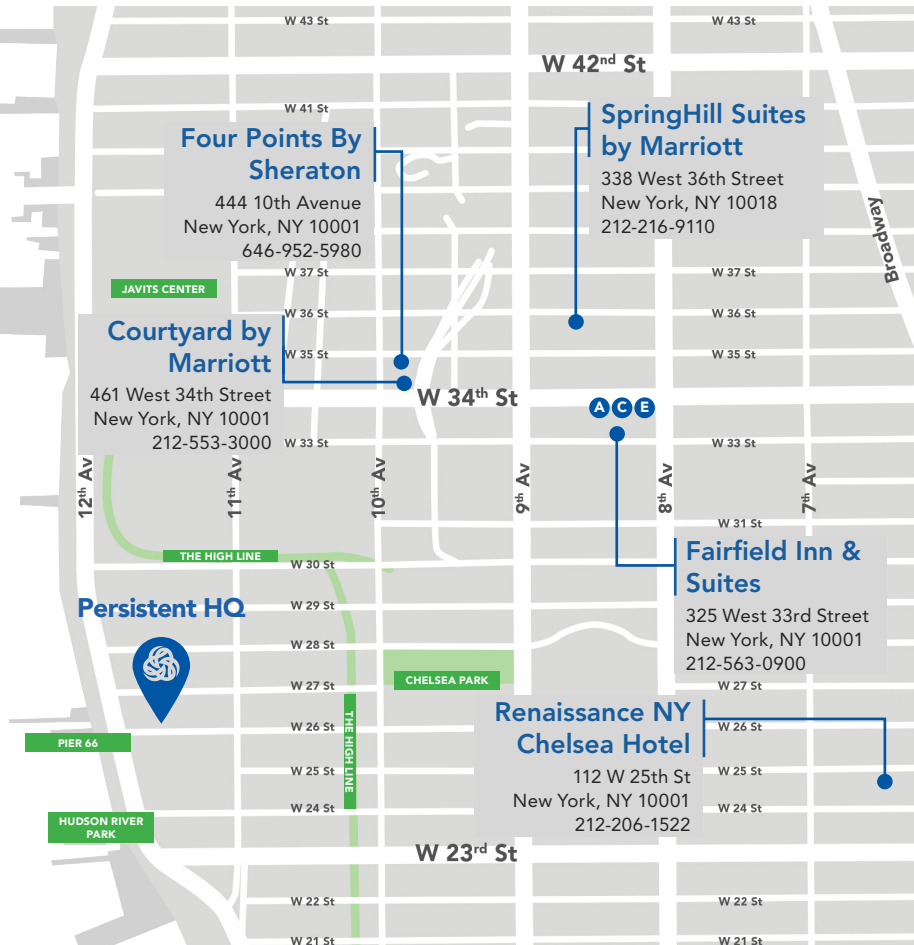 W 43 St
W 43 St
W 42nd St
W 41 St
Four Points By
Sheraton
444 10th Avenue
New York, NY 10001
646-952-5980
SpringHill Suites
by Marriott
338 West 36th Street
New York, NY 10018
212-216-9110
Broadway
W 37 St
W 37 St
JAVITS CENTER
W 36 St
W 36 St
Courtyard by
Marriott
461 West 34th Street
New York, NY 10001
212-553-3000
W 35 St
W 35 St
W 34th St
A C E
W 33 St
W 33 St
12th Av
11th Av
10th Av
9th Av
8th Av
7th Av
W 31 St
THE HIGH LINE
W 30 St
Fairfield Inn &
Suites
325 West 33rd Street
New York, NY 10001
212-563-0900
Persistent HQ
W 29 St
W 28 St
CHELSEA PARK
W 27 St
W 27 St
THE HIGH LINE
Renaissance NY
Chelsea Hotel
112 W 25th St
New York, NY 10001
212-206-1522
W 26 St
W 26 St
PIER 66
W 25 St
W 25 St
W 24 St
W 24 St
HUDSON RIVER
PARK
W 23rd St
W 22 St
W 22 St
W 21 St
W 21 St